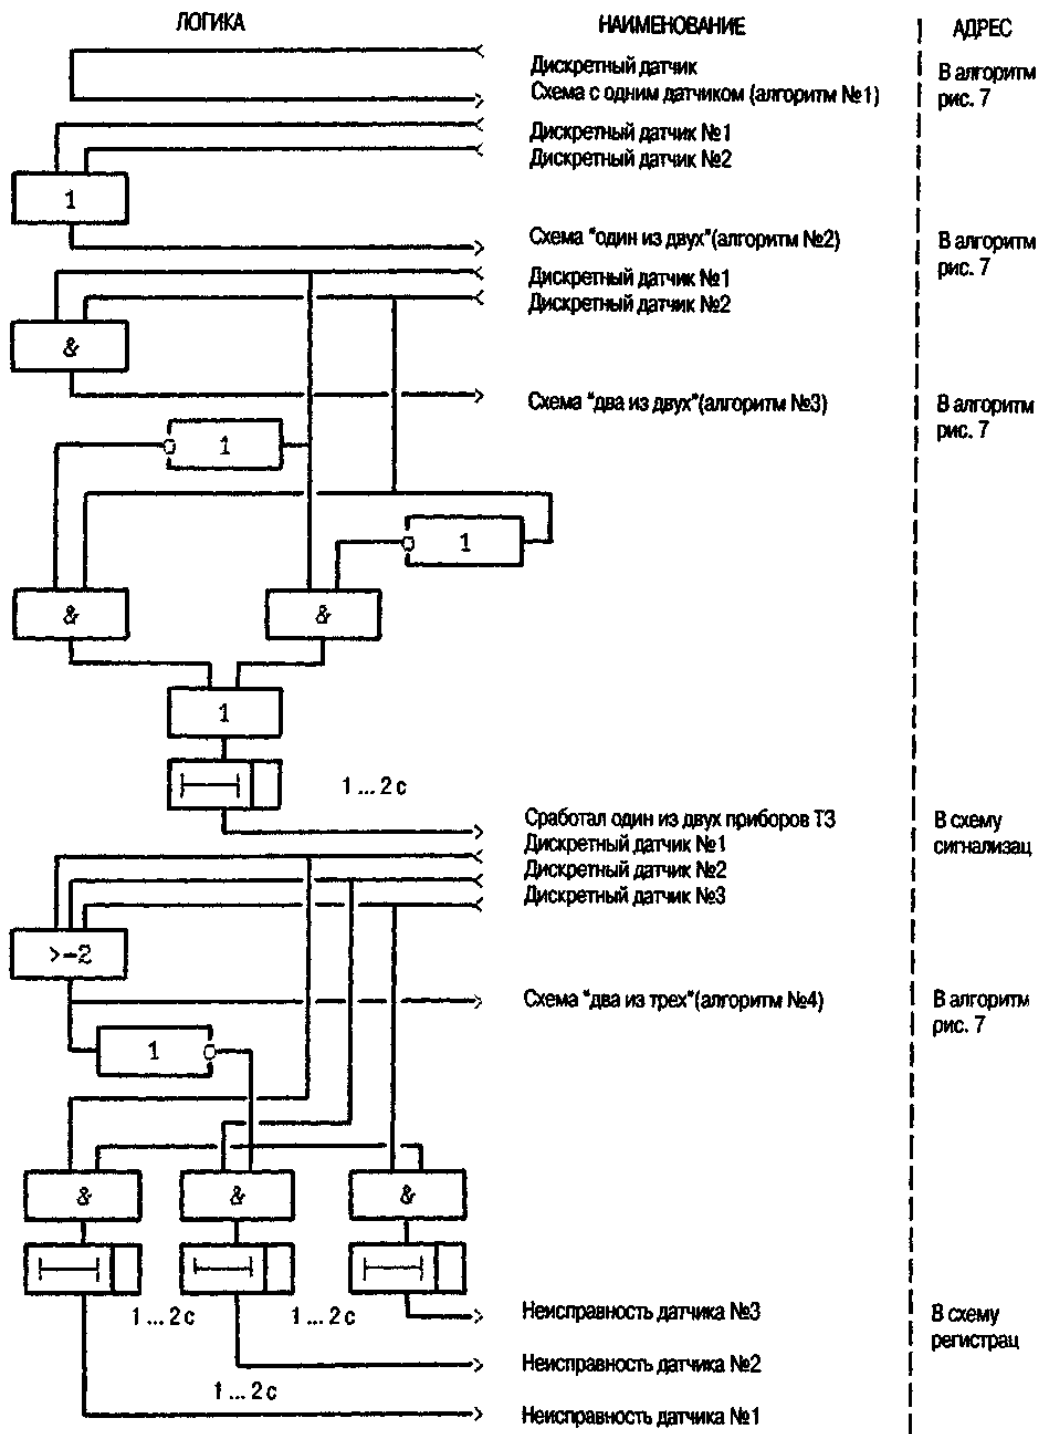 ЛОГИКА
НАИМЕНОВАНИЕ
АДРЕС
Дискретный датчик
Схема с одним датчиком (алгоритм №1)
В алгоритм
рис. 7
Дискретный датчик №1
Дискретный датчик №2
1
Схема "один из двух"(алгоритм №2)
В алгоритм
рис. 7
Дискретный датчик №1
Дискретный датчик №2
&
Схема "два из двух"(алгоритм №3)
В алгоритм
рис. 7
1
1
&
&
1
1 ... 2 с
Сработал один из двух приборов ТЗ
В схему
сигнализац
Дискретный датчик №1
Дискретный датчик №2
Дискретный датчик №3
>-2
Схема "два из трех"(алгоритм №4)
В алгоритм
рис. 7
1
&
&
&
1 ... 2 с
1 ... 2 с
Неисправность датчика №3
В схему
регистрац
Неисправность датчика №2
1 ... 2 с
Неисправность датчика №1